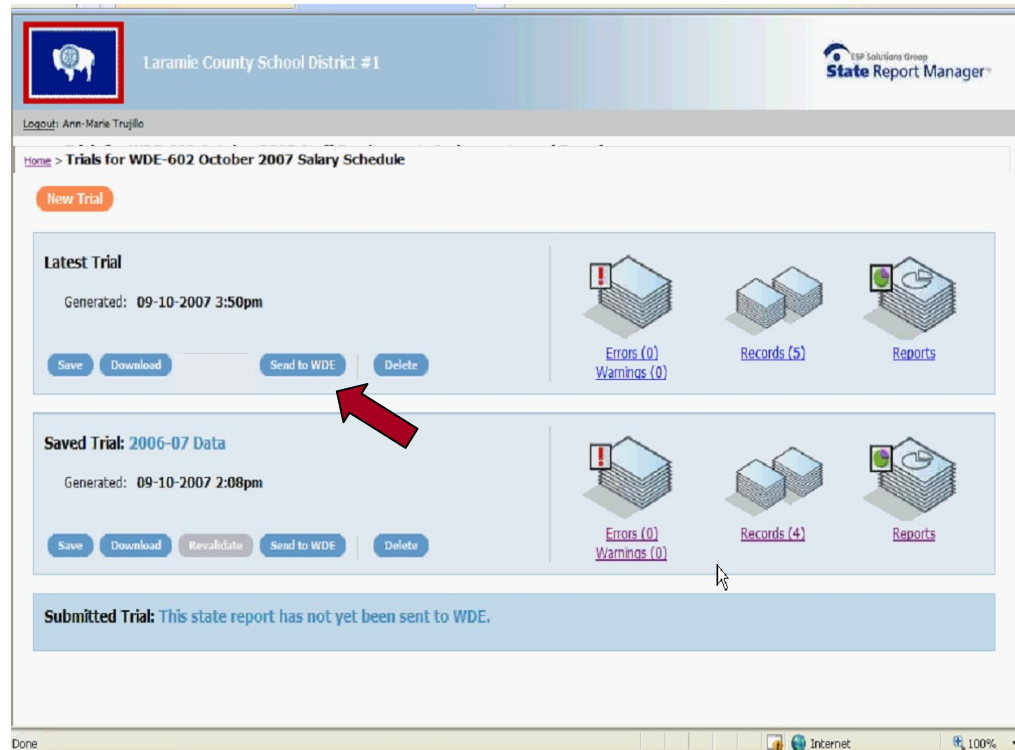 Laramie County School District #1
ESP Solutions Group
State Report Manager
Logout: Ann-Marie Trujillo
Home > Trials for WDE-602 October 2007 Salary Schedule
New Trial
Latest Trial
Generated: 09-10-2007 3:50pm
Save Download Send to WDE Delete
Errors (0) Records (5) Reports
Warnings (0)
Saved Trial: 2006-07 Data
Generated: 09-10-2007 2:08pm
Save Download Revalidate Send to WDE Delete
Errors (0) Records (4) Reports
Warnings (0)
Submitted Trial: This state report has not yet been sent to WDE.
Done Internet 100%